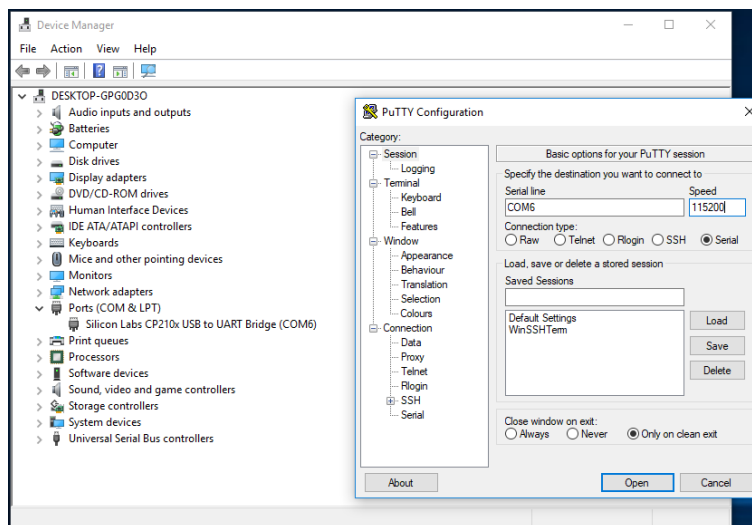 Device Manager
File Action View Help
DESKTOP-GPG0D3O
Audio inputs and outputs
Batteries
Computer
Disk drives
Display adapters
DVD/CD-ROM drives
Human Interface Devices
IDE ATA/ATAPI controllers
Keyboards
Mice and other pointing devices
Monitors
Network adapters
Ports (COM & LPT)
Silicon Labs CP210x USB to UART Bridge (COM6)
Print queues
Processors
Software devices
Sound, video and game controllers
Storage controllers
System devices
Universal Serial Bus controllers
PuTTY Configuration
Category:
Session
Logging
Terminal
Keyboard
Bell
Features
Window
Appearance
Behaviour
Translation
Selection
Colours
Connection
Data
Proxy
Telnet
Rlogin
SSH
Serial
Basic options for your PuTTY session
Specify the destination you want to connect to
Serial line Speed
COM6 115200
Connection type:
Raw Telnet Rlogin SSH Serial
Load, save or delete a stored session
Saved Sessions
Default Settings
WinSSHTerm
Load
Save
Delete
Close window on exit:
Always Never Only on clean exit
About Open Cancel